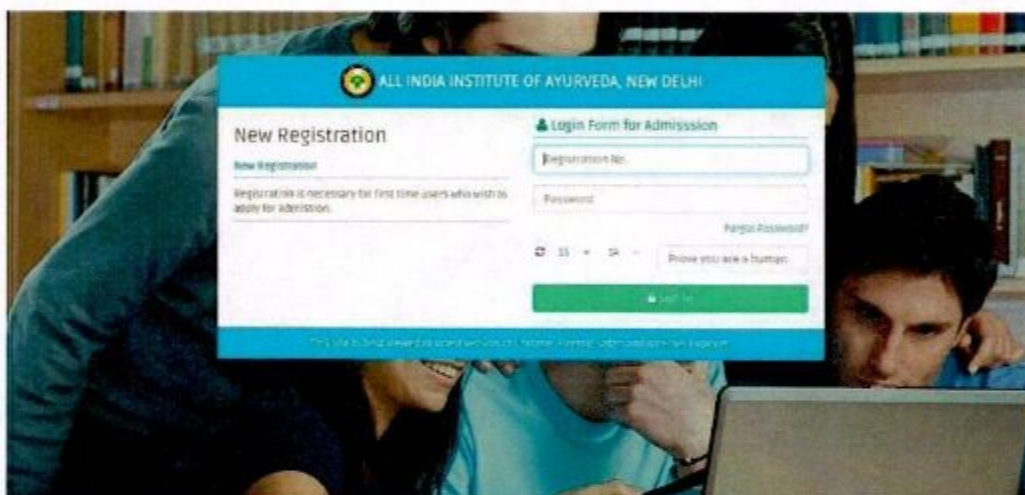 ALL INDIA INSTITUTE OF AYURVEDA, NEW DELHI
New Registration
New Registration
Registration is necessary for first time users who wish to
apply for admission.
Login Form for Admisssion
Registration No.
Password
Forgot Password?
Prove you are a human